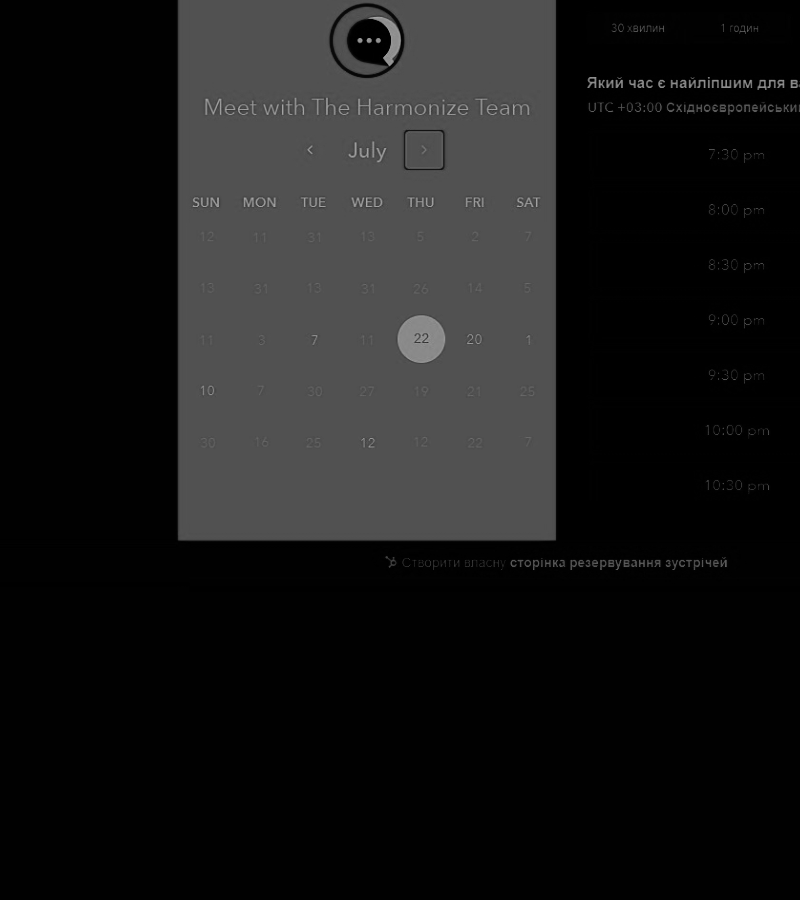 30 хвилин 1 годин
Meet with The Harmonize Team
Який час є найліпшим для
UTC +03:00 Східноєвропейськи
July
7:30 pm
8:00 pm
8:30 pm
9:00 pm
9:30 pm
10:00 pm
10:30 pm
SUN MON TUE WED THU FRI SAT
12 11 31 13 5 2 7
13 31 13 31 26 14 5
11 3 7 11 22 20 1
10 7 30 27 19 21 25
30 16 25 12 12 22 7
Створити власну сторінка резервування зустрічей